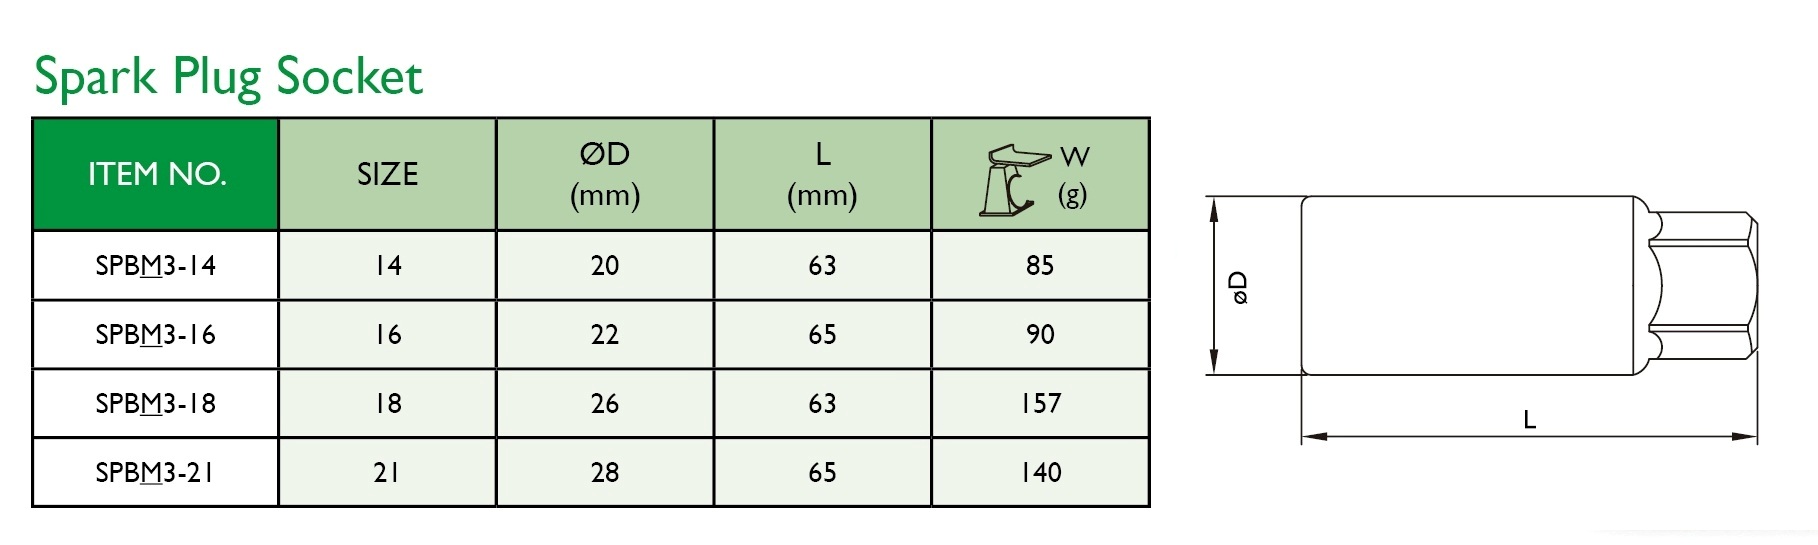 Spark Plug Socket
ITEM NO. SIZE ØD (mm) L (mm) W (g)
SPBM3-14 14 20 63 85
SPBM3-16 16 22 65 90
SPBM3-18 18 26 63 157
SPBM3-21 21 28 65 140
øD
L